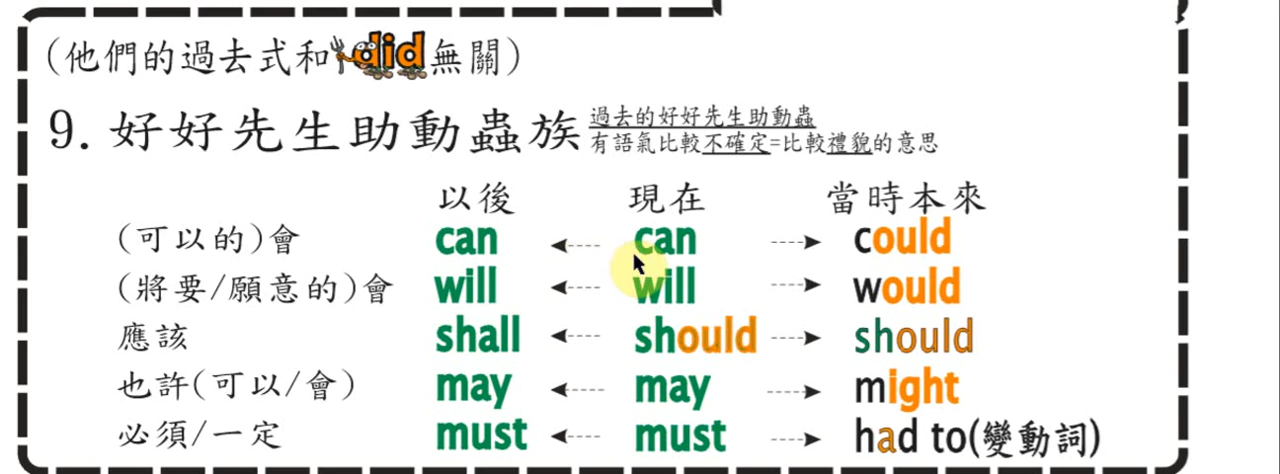 (他們的過去式和did無關)
9. 好好先生助動蟲族 過去的好好先生助動蟲
有語氣比較不確定=比較禮貌的意思
以後 現在 當時本來
(可以的)會 can can could
(將要/願意的)會 will will would
應該 shall should should
也許(可以/會) may may might
必須/一定 must must had to(變動詞)